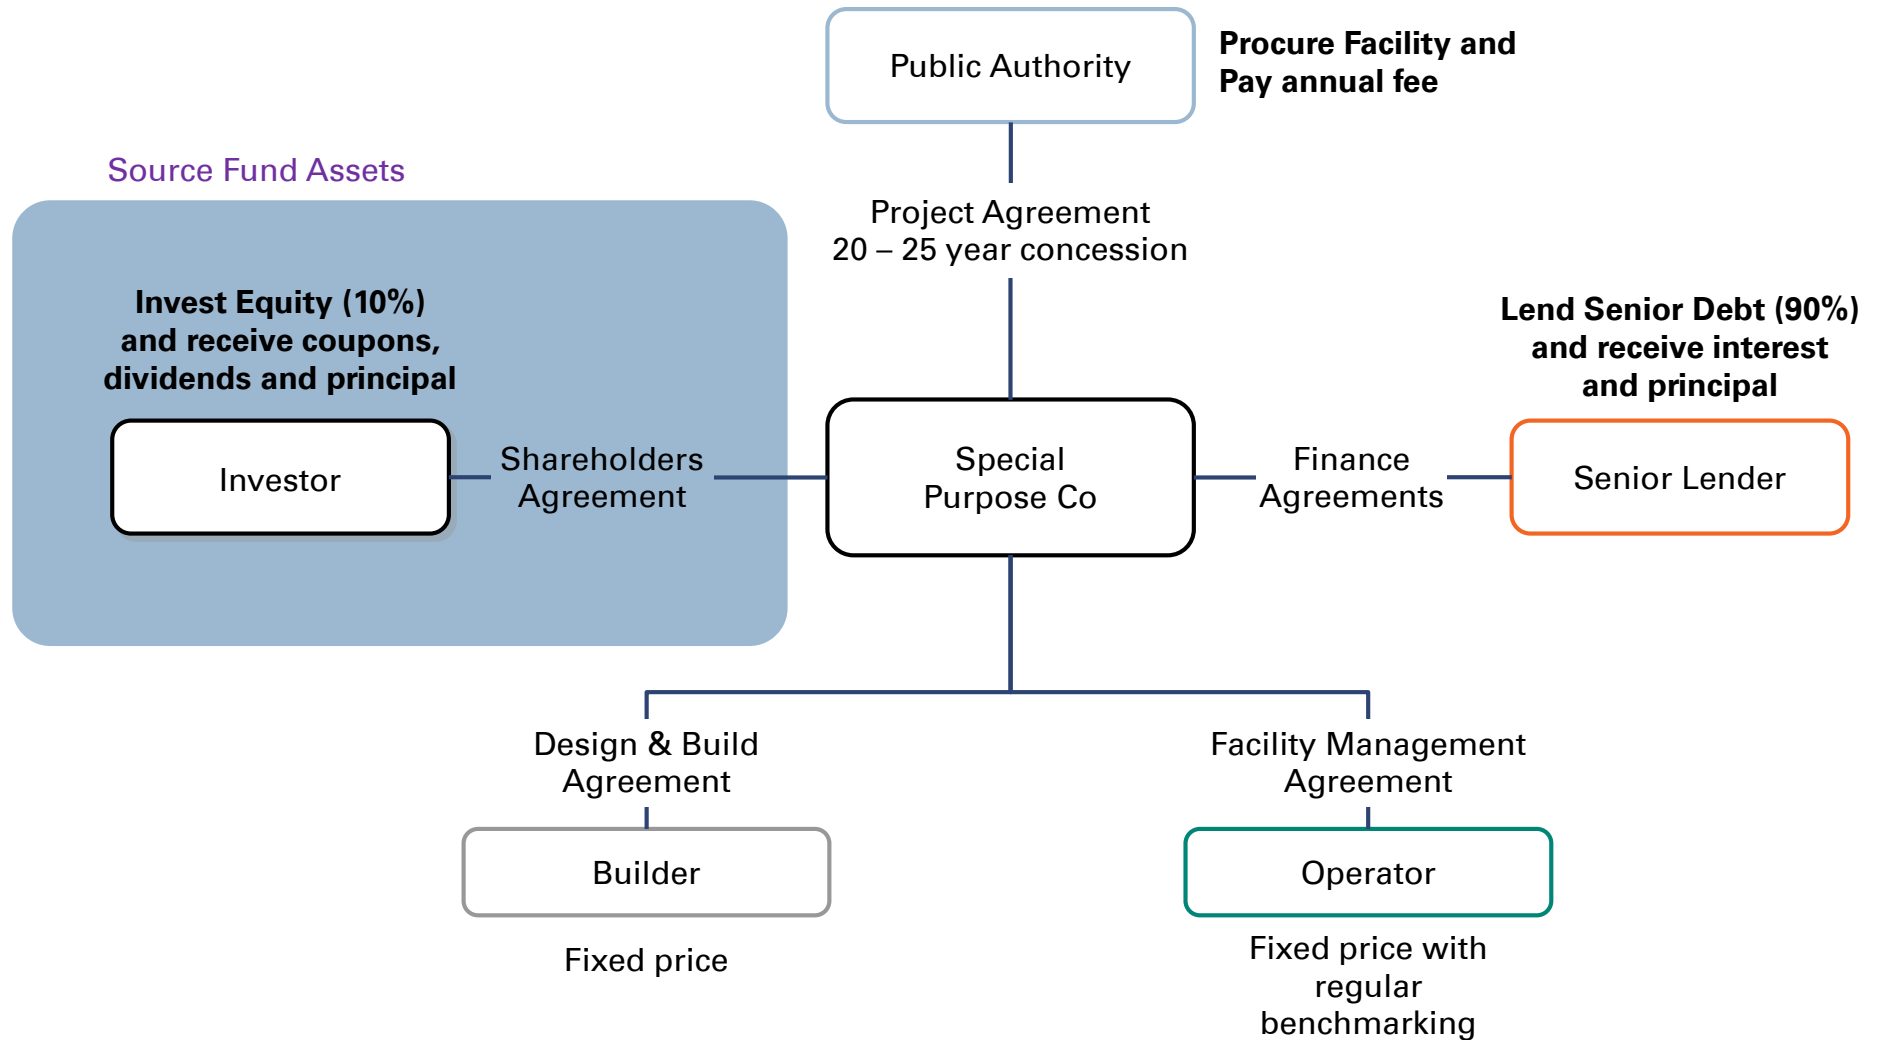 Public Authority
Procure Facility and
Pay annual fee
Source Fund Assets
Project Agreement
20 – 25 year concession
Invest Equity (10%)
and receive coupons,
dividends and principal
Lend Senior Debt (90%)
and receive interest
and principal
Investor
Shareholders
Agreement
Special
Purpose Co
Finance
Agreements
Senior Lender
Design & Build
Agreement
Facility Management
Agreement
Builder
Operator
Fixed price
Fixed price with
regular
benchmarking